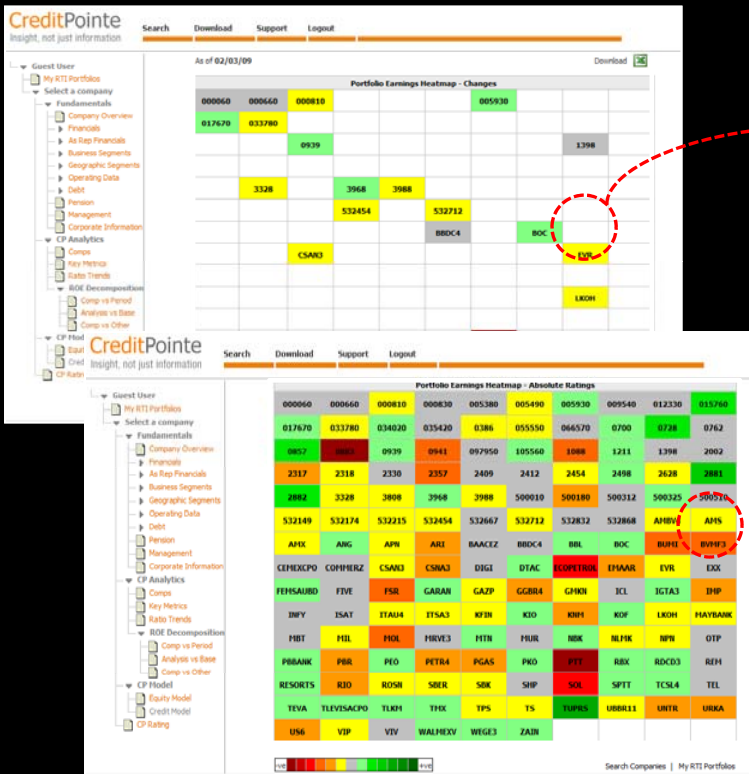 CreditPointe
Insight, not just information
Search Download Support Logout
As of 02/03/09
Download
Guest User
My RTI Portfolios
Select a company
Fundamentals
Company Overview
Financials
As Rep Financials
Business Segments
Geographic Segments
Operating Data
Debt
Pension
Management
Corporate Information
CP Analytics
Comps
Key Metrics
Ratio Trends
ROE Decomposition
Comp vs Period
Analysis vs Base
Comp vs Other
CP Mod
Equi
Cred
CP Ratin
Portfolio Earnings Heatmap - Changes
000060 000660 000810 005930
017670 033780
0939 1398
3328 3968 3988
532454 532712
BBDC4 BOC
CSAN3 EVR
LKOH
CreditPointe
Insight, not just information
Search Download Support Logout
Guest User
My RTI Portfolios
Select a company
Fundamentals
Company Overview
Financials
As Rep Financials
Business Segments
Geographic Segments
Operating Data
Debt
Pension
Management
Corporate Information
CP Analytics
Comps
Key Metrics
Ratio Trends
ROE Decomposition
Comp vs Period
Analysis vs Base
Comp vs Other
CP Model
Equity Model
Credit Model
CP Rating
Portfolio Earnings Heatmap - Absolute Ratings
000060 000660 000810 000830 005380 005490 005930 009540 012330 015760
017670 033780 034020 035420 0386 055550 066570 0700 0728 0762
0857 0883 0939 0941 097950 105560 1088 1211 1398 2002
2317 2318 2330 2357 2409 2412 2454 2498 2628 2881
2882 3328 3808 3968 3988 500010 500180 500312 500325 500510
532149 532174 532215 532454 532667 532712 532832 532868 AMBV4 AMS
AMX ANG APN ARI BAACEZ BBDC4 BBL BOC BUMI BVMF3
CEMEXCPO COMMERZ CSAN3 CSNA3 DIGI DTAC ECOPETROL EMAAR EVR EXX
FEMSAUBD FIVE FSR GARAN GAZP GGBR4 GMKN ICL IGTA3 IMP
INFY ISAT ITAU4 ITSA3 KFIN KIO KNM KOF LKOH MAYBANK
MBT MIL MOL MRVE3 MTN MUR NBK NLMK NPN OTP
PBBANK PBR PEO PETR4 PGAS PKO PTT RBX RDCD3 REM
RESORTS RIO ROSN SBER SBK SHP SOL SPTT TCSL4 TEL
TEVA TLEVISACPO TLKM TMX TPS TS TUPRS UBBR11 UNTR URKA
US6 VIP VIV WALMEXV WEGE3 ZAIN
-ve +ve
Search Companies | My RTI Portfolios